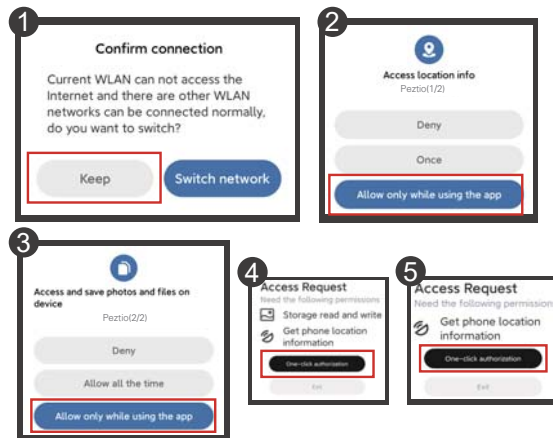 1
Confirm connection
Current WLAN can not access the
Internet and there are other WLAN
networks can be connected normally,
do you want to switch?
Keep
Switch network
2
Access location info
Peztio(1/2)
Deny
Once
Allow only while using the app
3
Access and save photos and files on
device
Peztio(2/2)
Deny
Allow all the time
Allow only while using the app
4
Access Request
Need the following permissions
Storage read and write
Get phone location
information
One-click authorization
Exit
5
Access Request
Need the following permission
Get phone location
information
One-click authorization
Exit